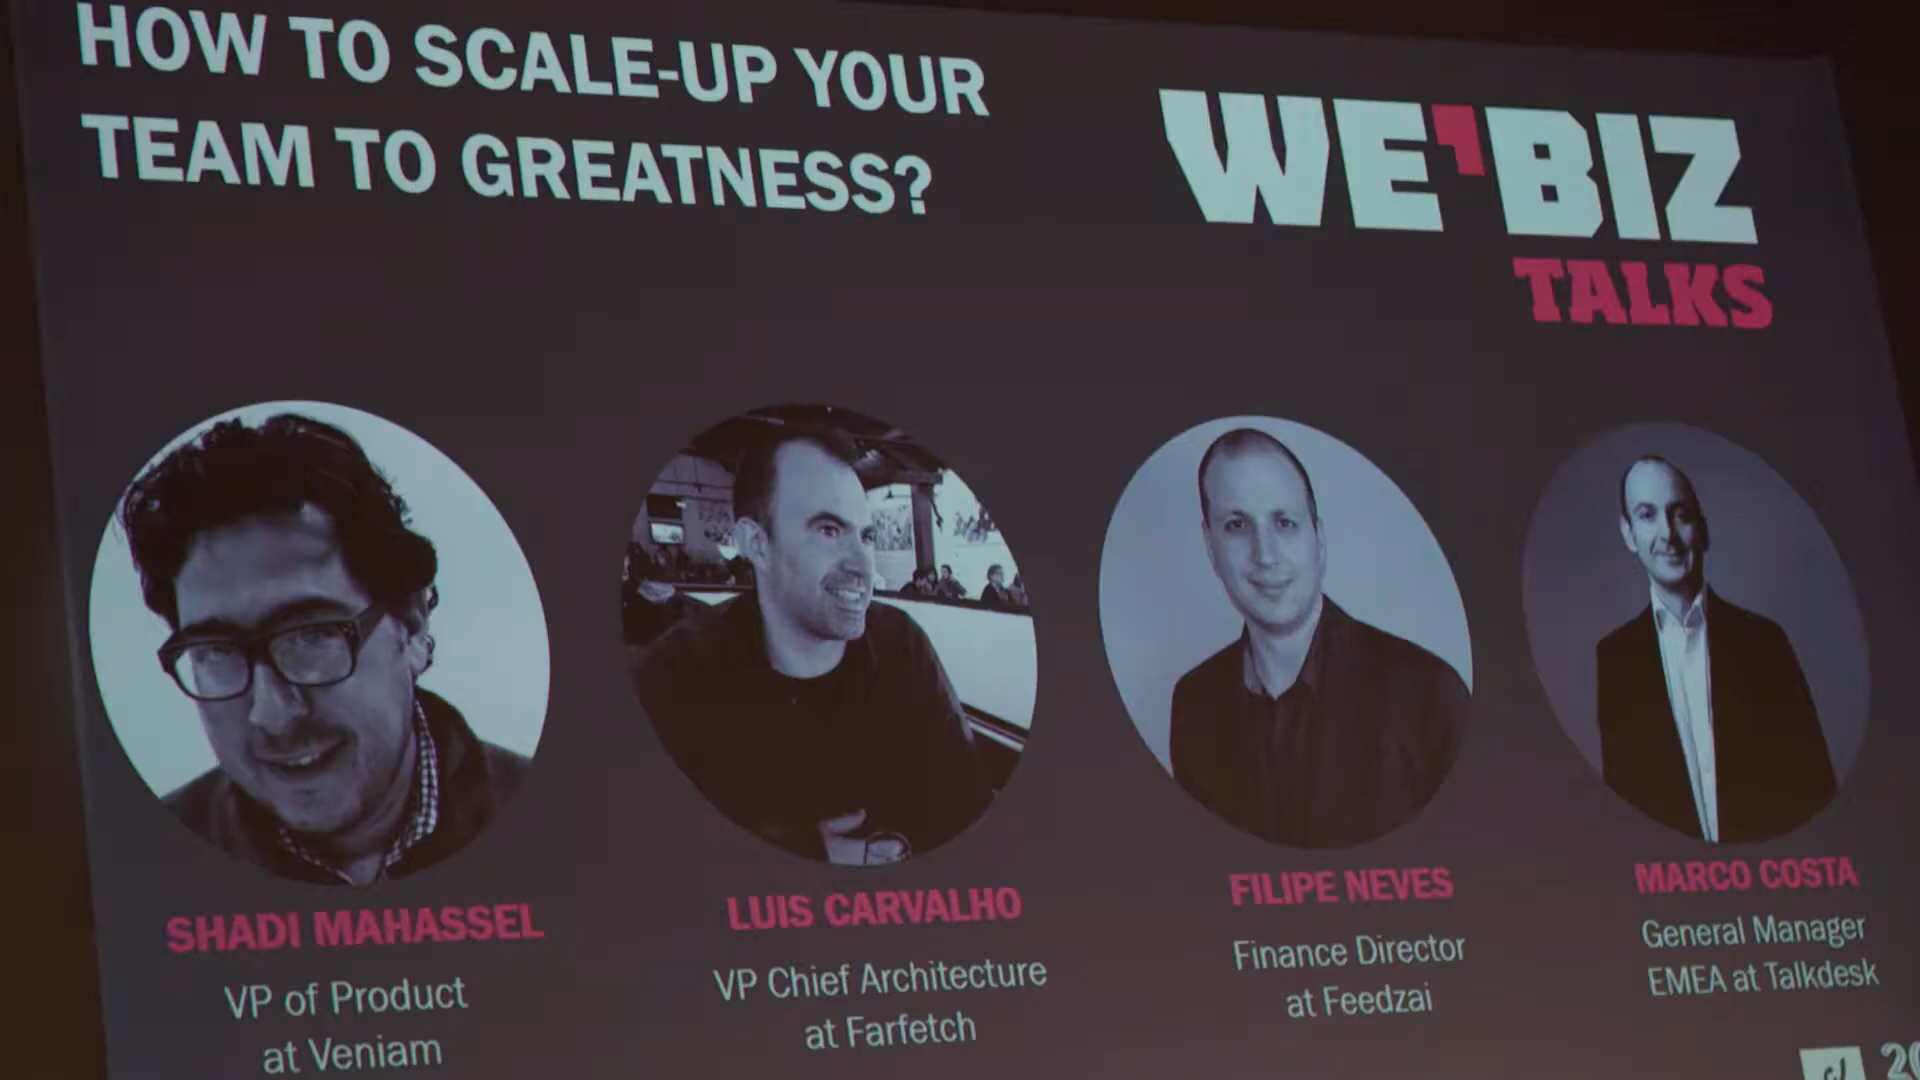 HOW TO SCALE-UP YOUR
TEAM TO GREATNESS?
WE'BIZ
TALKS
SHADI MAHASSEL
VP of Product
at Veniam
LUIS CARVALHO
VP Chief Architecture
at Farfetch
FILIPE NEVES
Finance Director
at Feedzai
MARCO COSTA
General Manager
EMEA at Talkdesk